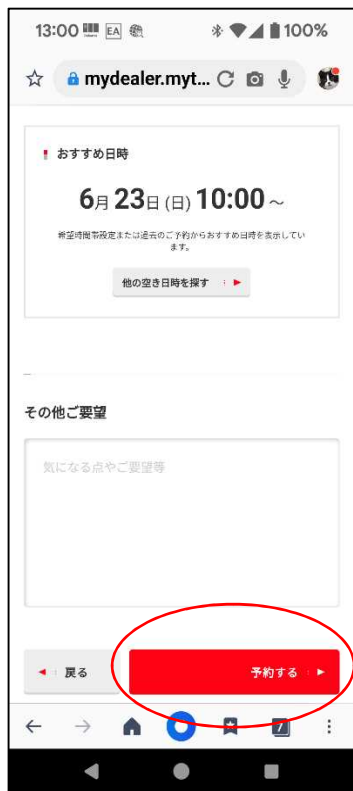 13:00 EA 100%
mydealer.myt...
おすすめ日時
6月23日(日)10:00～
希望時間帯設定または過去のご予約からおすすめ日時を表示してい
ます。
他の空き日時を探す
その他ご要望
気になる点やご要望等
戻る 予約する
7